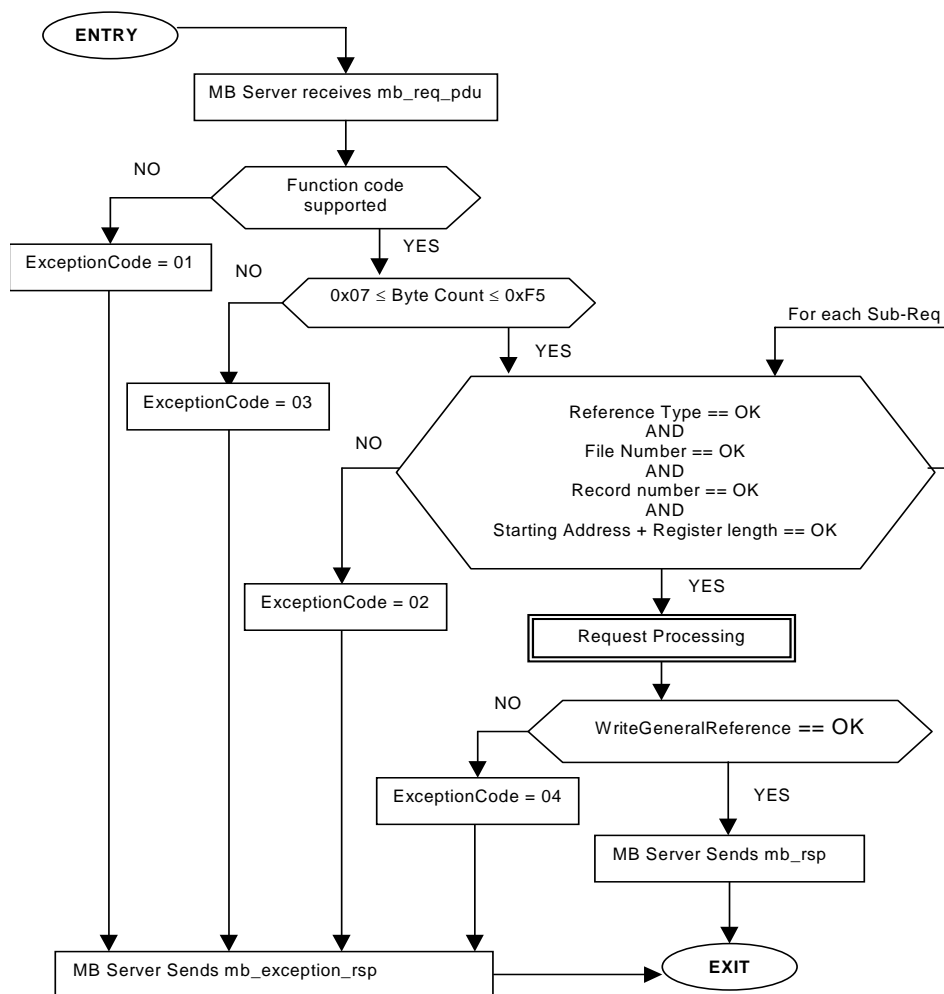 ENTRY
MB Server receives mb_req_pdu
NO
Function code
supported
YES
ExceptionCode = 01
NO
0x07 ≤ Byte Count ≤ 0xF5
For each Sub-Req
YES
ExceptionCode = 03
Reference Type == OK
AND
NO
File Number == OK
AND
Record number == OK
AND
Starting Address + Register length == OK
YES
ExceptionCode = 02
Request Processing
NO
WriteGeneralReference == OK
ExceptionCode = 04
YES
MB Server Sends mb_rsp
MB Server Sends mb_exception_rsp
EXIT